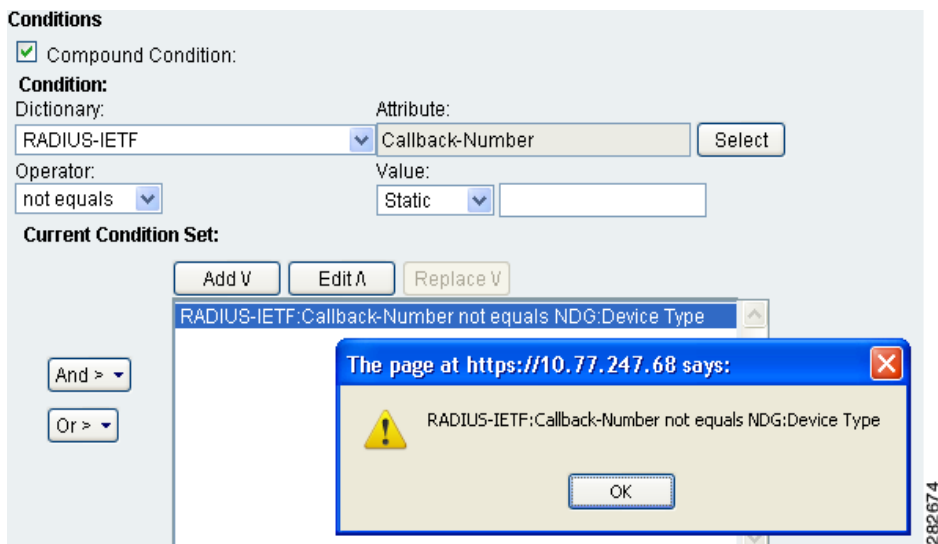 Conditions
Compound Condition:
Condition:
Dictionary: Attribute:
RADIUS-IETF Callback-Number Select
Operator: Value:
not equals Static
Current Condition Set:
Add V Edit Λ Replace V
RADIUS-IETF:Callback-Number not equals NDG:Device Type
And >
Or >
The page at https://10.77.247.68 says:
RADIUS-IETF:Callback-Number not equals NDG:Device Type
OK
282674